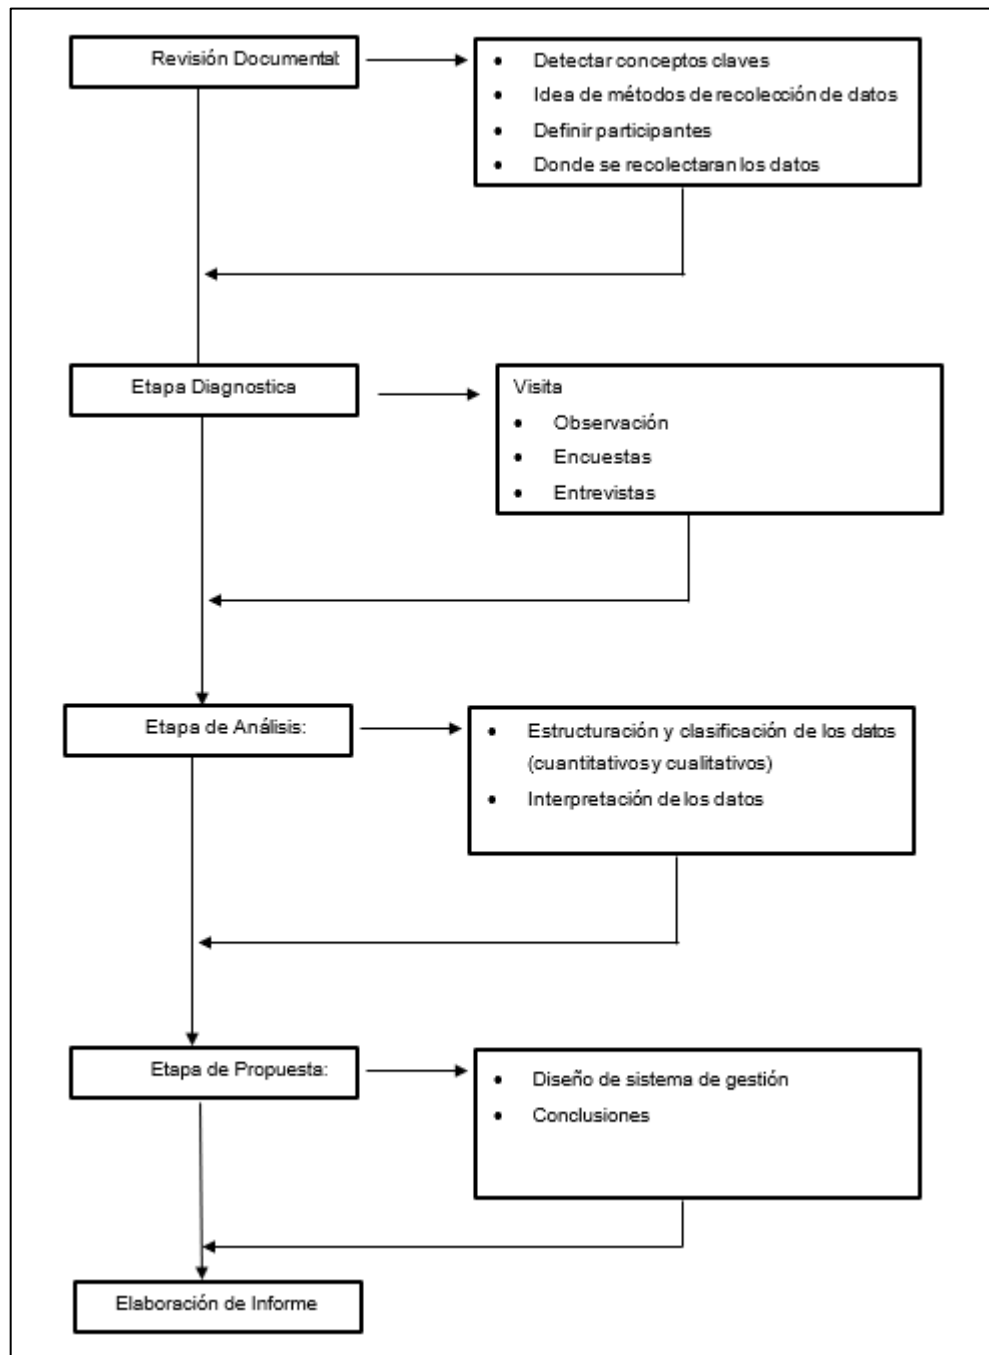 Revisión Documental:
• Detectar conceptos claves
• Idea de métodos de recolección de datos
• Definir participantes
• Donde se recolectaran los datos
Etapa Diagnostica
Visita
• Observación
• Encuestas
• Entrevistas
Etapa de Análisis:
• Estructuración y clasificación de los datos
(cuantitativos y cualitativos)
• Interpretación de los datos
Etapa de Propuesta:
• Diseño de sistema de gestión
• Conclusiones
Elaboración de Informe